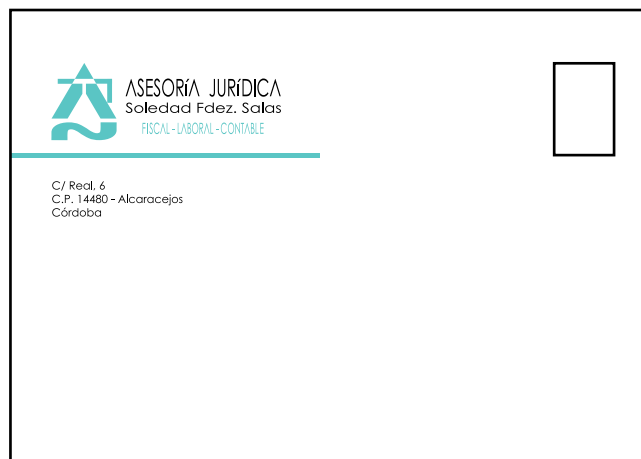 ASESORÍA JURÍDICA
Soledad Fdez. Salas
FISCAL - LABORAL - CONTABLE
C/ Real, 6
C.P. 14480 - Alcaracejos
Córdoba